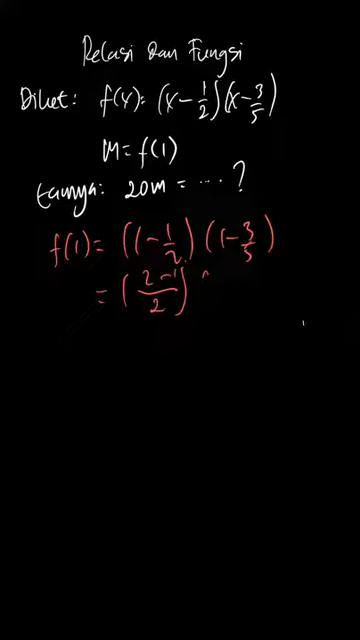 Relasi dan Fungsi
Diket: f(x) = (x - 1/2)(x - 3/5)
M = f(1)
tanya: 20m = .... ?
f(1) = (1 - 1/2)(1 - 3/5)
= ((2-1)/2)